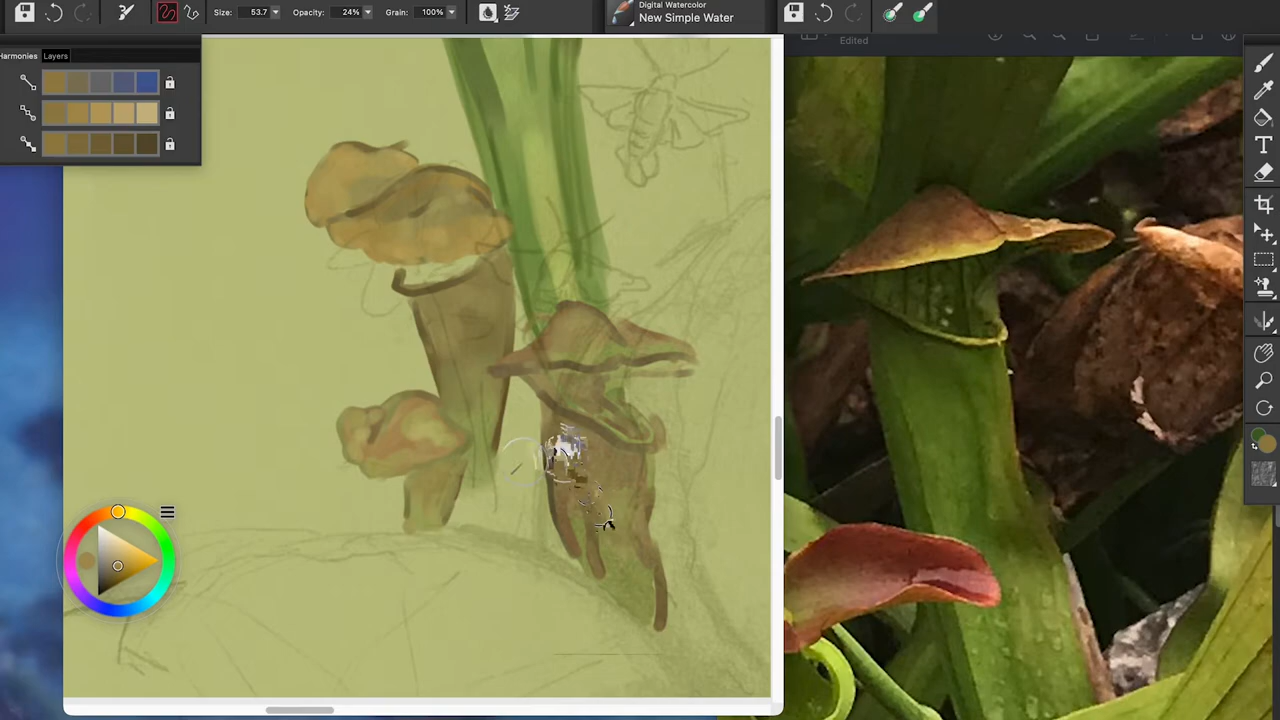 Size: 53.7 Opacity: 24% Grain: 100%
Digital Watercolor
New Simple Water
Edited
Harmonies Layers